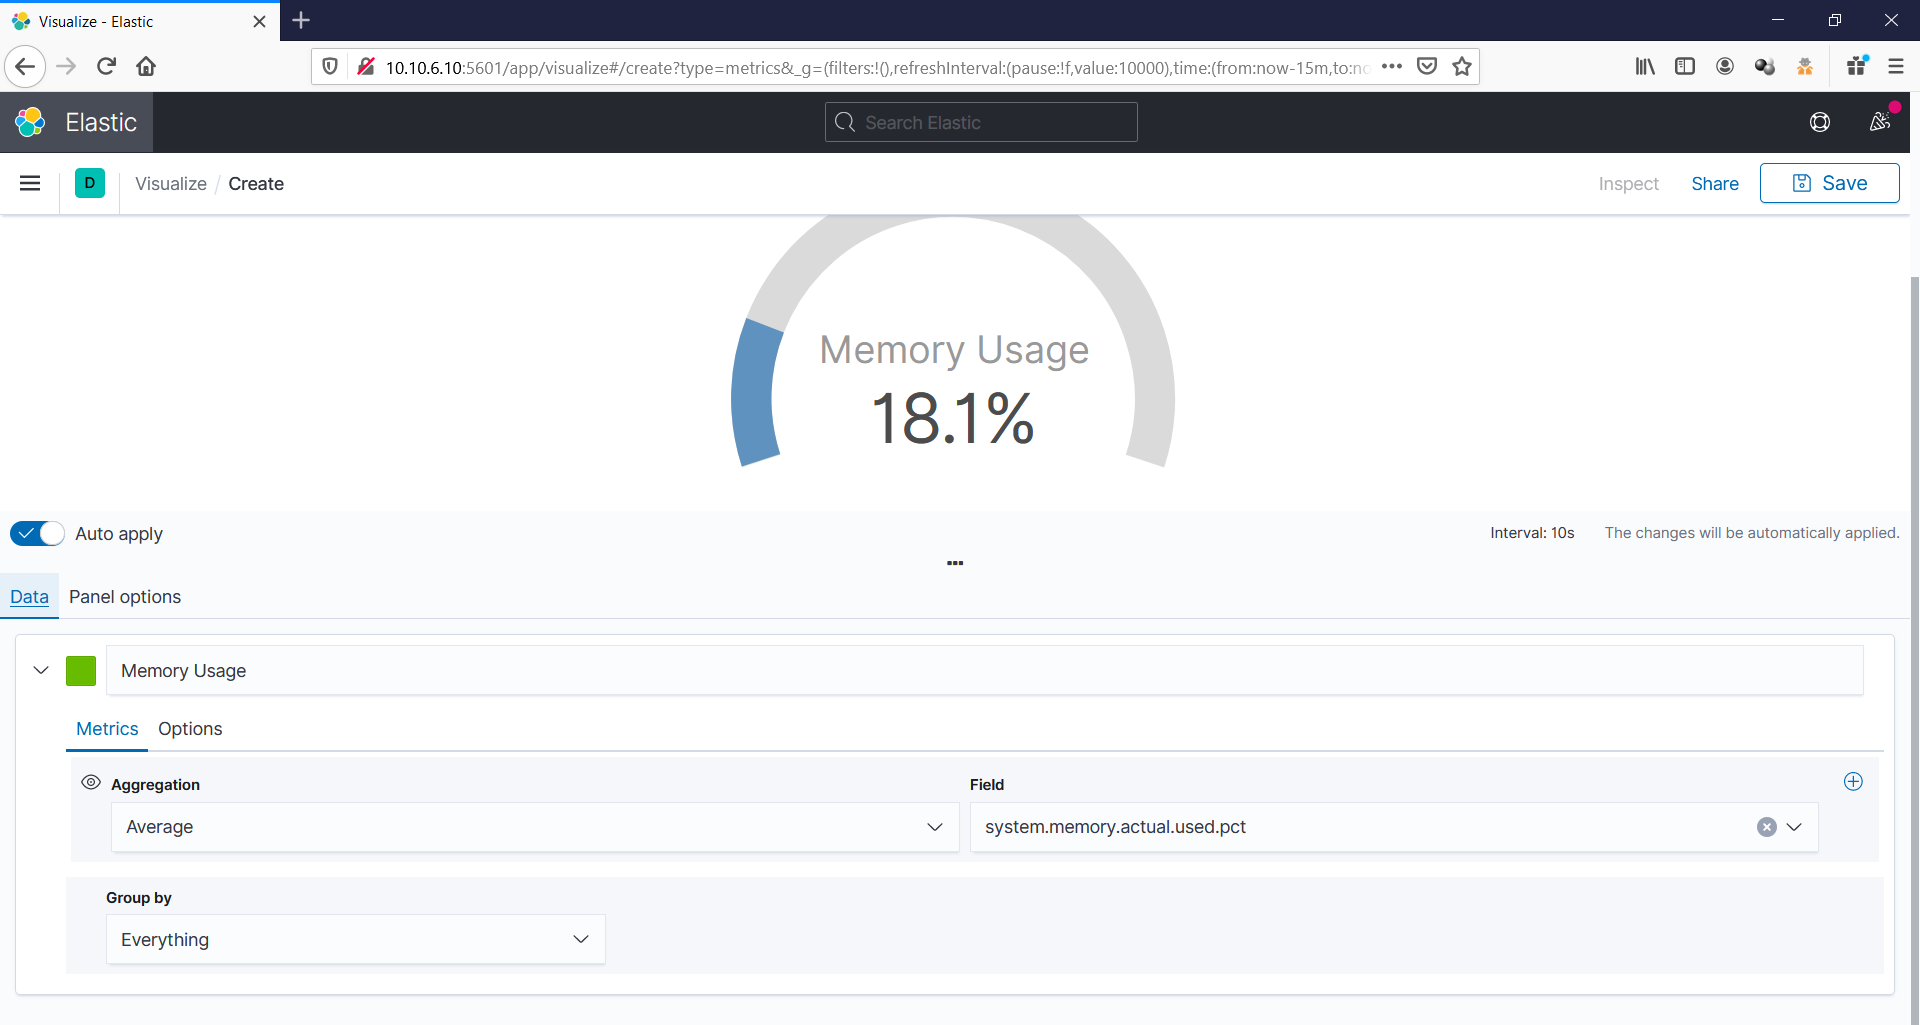 Visualize - Elastic
10.10.6.10:5601/app/visualize#/create?type=metrics&_g=(filters:!(),refreshInterval:(pause:!f,value:10000),time:(from:now-15m,to:no
Elastic
Search Elastic
D
Visualize / Create
Inspect
Share
Save
Memory Usage
18.1%
Auto apply
Interval: 10s
The changes will be automatically applied.
Data
Panel options
Memory Usage
Metrics
Options
Aggregation
Field
Average
system.memory.actual.used.pct
Group by
Everything